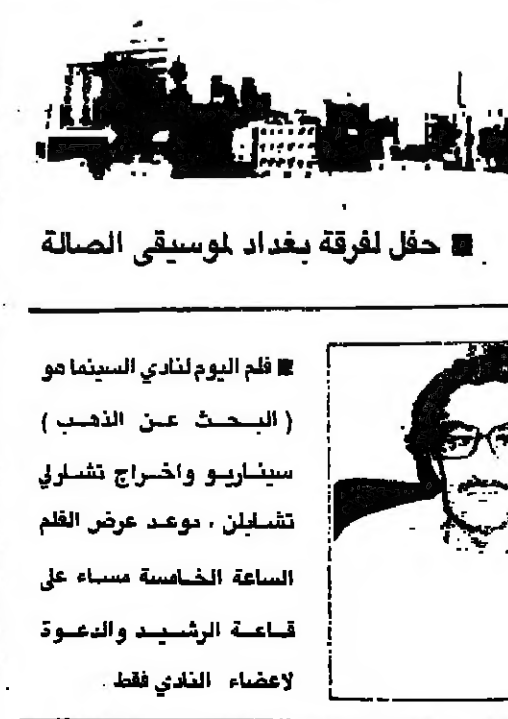 ■ حفل لفرقة بغداد لموسيقى الصالة
■ فلم اليوم لنادي السينما هو
( البحث عن الذهب )
سيناريو واخراج تشارلي
تشابلن ، موعد عرض الفلم
الساعة الخامسة مساء على
قاعة الرشيد والدعوة
لاعضاء النادي فقط .